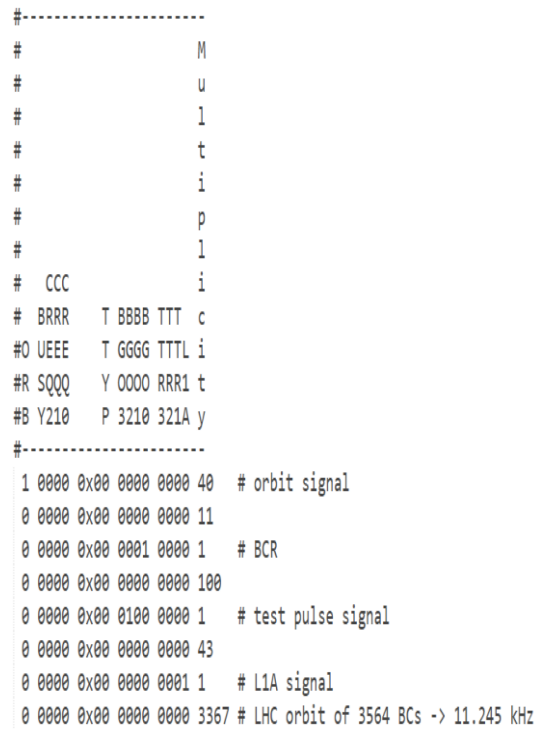 #-----------------------
#                      M
#                      u
#                      l
#                      t
#                      i
#                      p
#                      l
#   CCC                i
#  BRRR    T BBBB TTT  c
#O UEEE    T GGGG TTTL i
#R SQQQ    Y OOOO RRR1 t
#B Y210    P 3210 321A y
#-----------------------
 1 0000 0x00 0000 0000 40   # orbit signal
 0 0000 0x00 0000 0000 11
 0 0000 0x00 0001 0000 1    # BCR
 0 0000 0x00 0000 0000 100
 0 0000 0x00 0100 0000 1    # test pulse signal
 0 0000 0x00 0000 0000 43
 0 0000 0x00 0000 0001 1    # L1A signal
 0 0000 0x00 0000 0000 3367 # LHC orbit of 3564 BCs -> 11.245 kHz